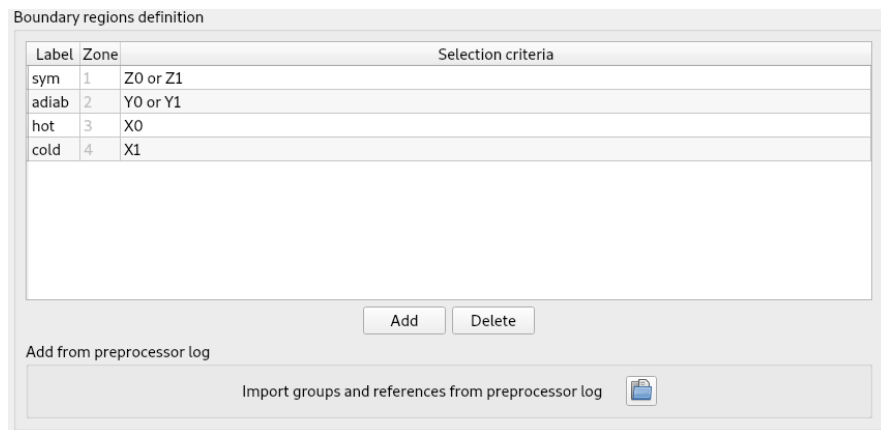 Boundary regions definition
Label Zone Selection criteria
sym 1 Z0 or Z1
adiab 2 Y0 or Y1
hot 3 X0
cold 4 X1
Add Delete
Add from preprocessor log
Import groups and references from preprocessor log